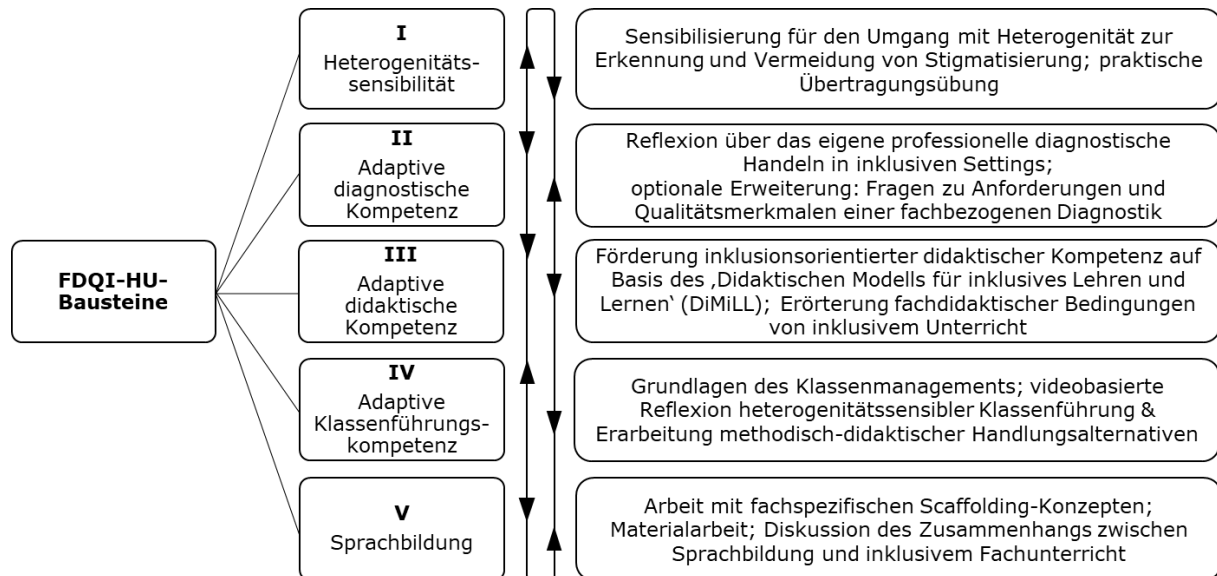 FDQI-HU-
Bausteine
I
Heterogenitäts-
sensibilität
Sensibilisierung für den Umgang mit Heterogenität zur
Erkennung und Vermeidung von Stigmatisierung; praktische
Übertragungsübung
II
Adaptive
diagnostische
Kompetenz
Reflexion über das eigene professionelle diagnostische
Handeln in inklusiven Settings;
optionale Erweiterung: Fragen zu Anforderungen und
Qualitätsmerkmalen einer fachbezogenen Diagnostik
III
Adaptive
didaktische
Kompetenz
Förderung inklusionsorientierter didaktischer Kompetenz auf
Basis des ‚Didaktischen Modells für inklusives Lehren und
Lernen‘ (DiMiLL); Erörterung fachdidaktischer Bedingungen
von inklusivem Unterricht
IV
Adaptive
Klassenführungs-
kompetenz
Grundlagen des Klassenmanagements; videobasierte
Reflexion heterogenitätssensibler Klassenführung &
Erarbeitung methodisch-didaktischer Handlungsalternativen
V
Sprachbildung
Arbeit mit fachspezifischen Scaffolding-Konzepten;
Materialarbeit; Diskussion des Zusammenhangs zwischen
Sprachbildung und inklusivem Fachunterricht